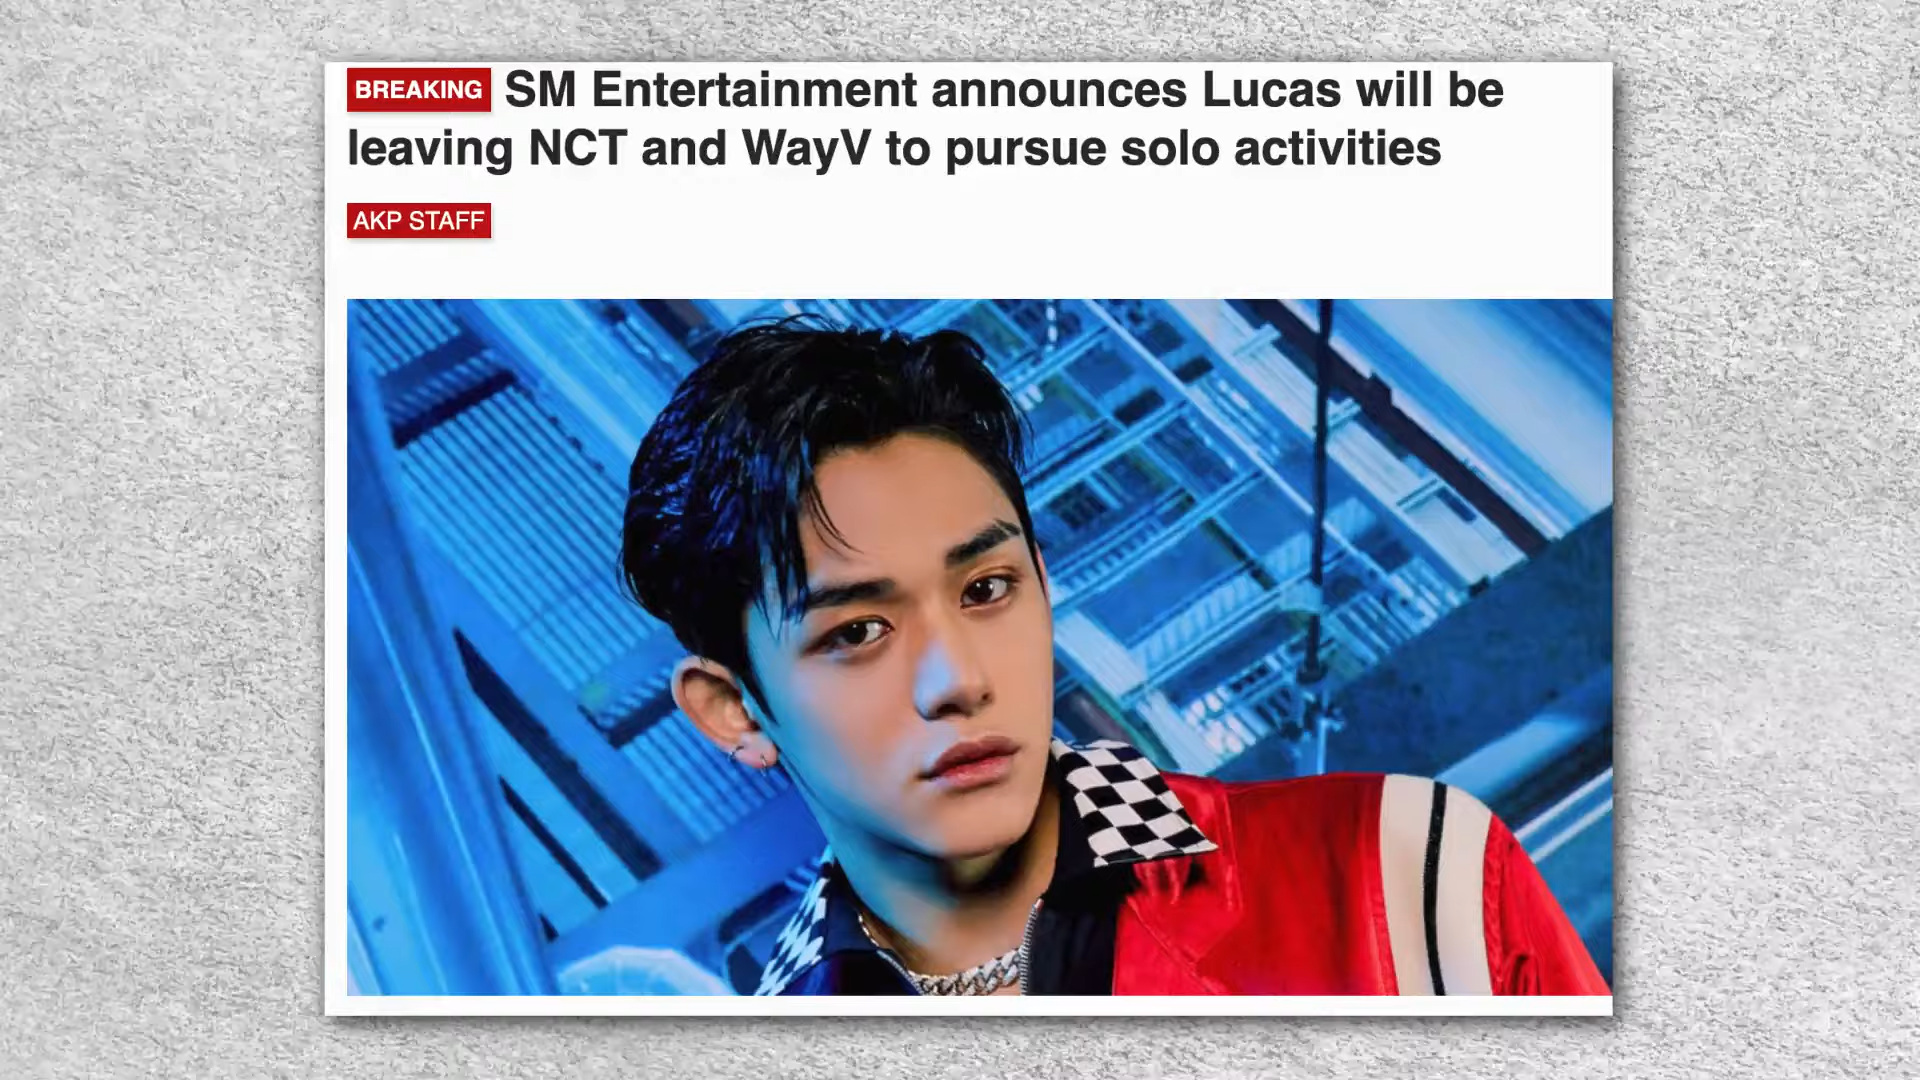 BREAKING SM Entertainment announces Lucas will be
leaving NCT and WayV to pursue solo activities
AKP STAFF